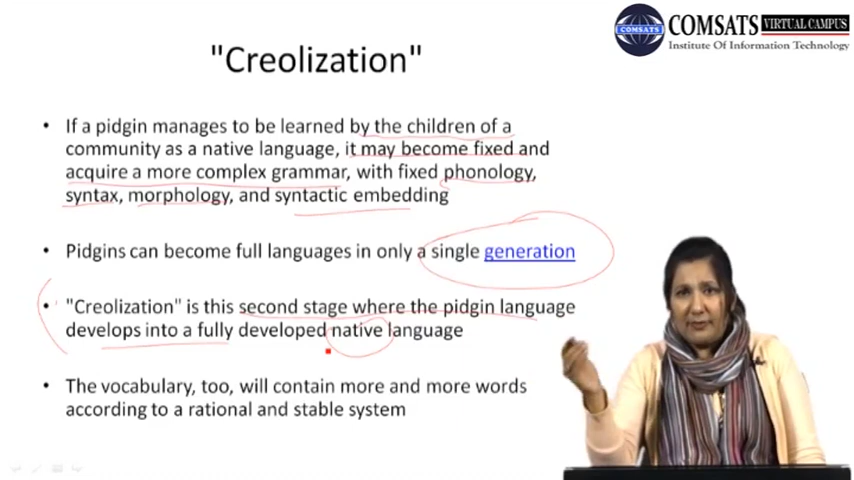 COMSATS VIRTUAL CAMPUS
COMSATS
Institute Of Information Technology
"Creolization"
• If a pidgin manages to be learned by the children of a
community as a native language, it may become fixed and
acquire a more complex grammar, with fixed phonology,
syntax, morphology, and syntactic embedding
• Pidgins can become full languages in only a single generation
• "Creolization" is this second stage where the pidgin language
develops into a fully developed native language
• The vocabulary, too, will contain more and more words
according to a rational and stable system